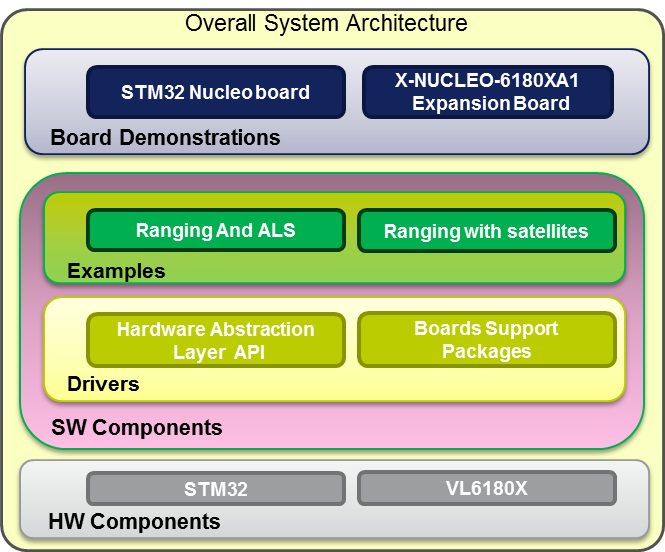 Overall System Architecture
STM32 Nucleo board
X-NUCLEO-6180XA1
Expansion Board
Board Demonstrations
Ranging And ALS
Ranging with satellites
Examples
Hardware Abstraction
Layer API
Boards Support
Packages
Drivers
SW Components
STM32
VL6180X
HW Components